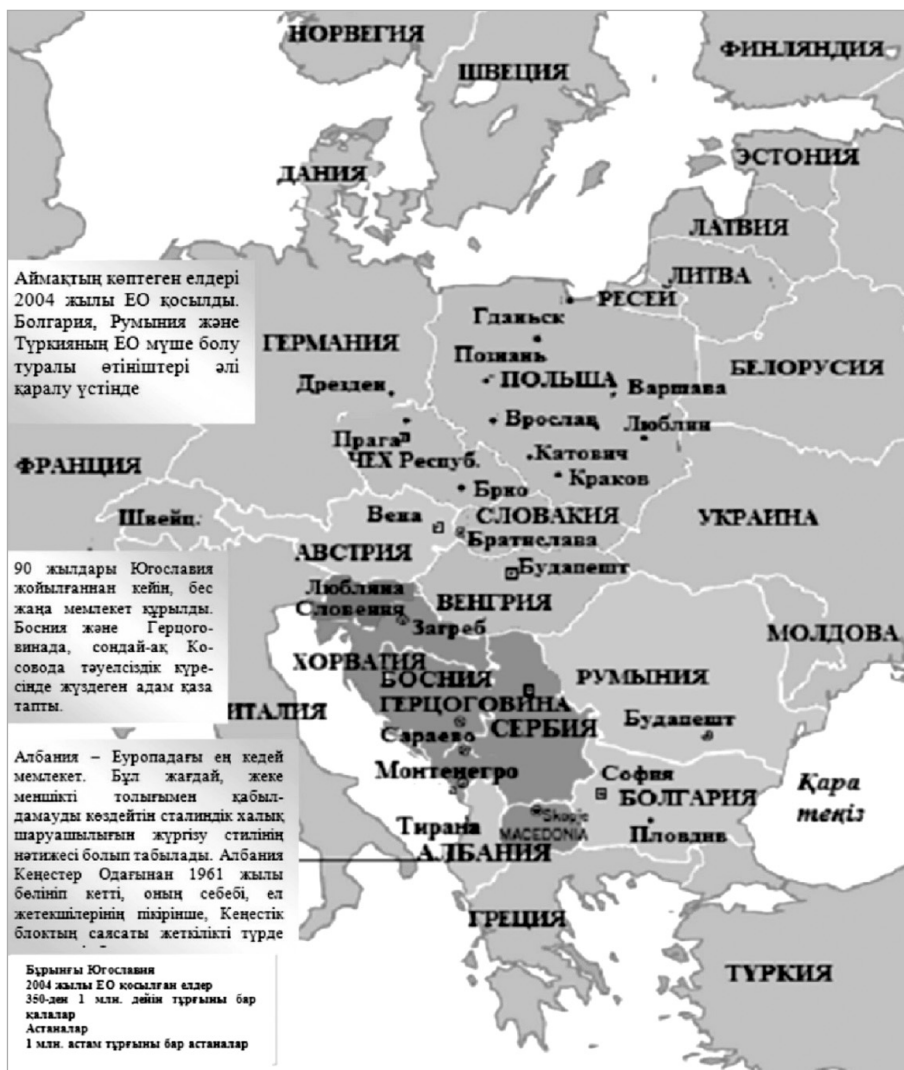 НОРВЕГИЯ
ФИНЛЯНДИЯ
ШВЕЦИЯ
ЭСТОНИЯ
ДАНИЯ
ЛАТВИЯ
ЛИТВА
РЕСЕЙ
Аймақтың көптеген елдері
2004 жылы ЕО қосылды.
Болгария, Румыния және
Түркияның ЕО мүше болу
туралы өтініштері әлі
қаралу үстінде
Гданьск
ГЕРМАНИЯ
Познань
БЕЛОРУСИЯ
ПОЛЬША
Дрезден
Варшава
Врослац
Люблин
Прага
ЧЕХ Респуб.
Катович
ФРАНЦИЯ
Краков
Брно
Швейц.
Вена
СЛОВАКИЯ
УКРАИНА
Братислава
АВСТРИЯ
Будапешт
90 жылдары Югославия
жойылғаннан кейін, бес
жаңа мемлекет құрылды.
Босния және Герцого-
винада, сондай-ақ Ко-
совода тәуелсіздік күре-
сінде жүздеген адам қаза
тапты.
Любляна
Словения
ВЕНГРИЯ
Загреб
МОЛДОВА
ХОРВАТИЯ
БОСНИЯ
РУМЫНИЯ
ГЕРЦОГОВИНА
ИТАЛИЯ
СЕРБИЯ
Будапешт
Сараево
Албания – Еуропадағы ең кедей
мемлекет. Бұл жағдай, жеке
меншікті толығымен қабыл-
дамауды көздейтін сталиндік халық
шаруашылығын жүргізу стилінің
нәтижесі болып табылады. Албания
Кеңестер Одағынан 1961 жылы
бөлініп кетті, оның себебі, ел
жетекшілерінің пікірінше, Кеңестік
блоктың саясаты жеткілікті түрде
Монтенегро
София
БОЛГАРИЯ
Қара
теңіз
Skopje
MACEDONIA
Тирана
Пловдив
АЛБАНИЯ
ГРЕЦИЯ
ТҮРКИЯ
Бұрынғы Югославия
2004 жылы ЕО қосылған елдер
350-ден 1 млн. дейін тұрғыны бар
қалалар
Астаналар
1 млн. астам тұрғыны бар астаналар